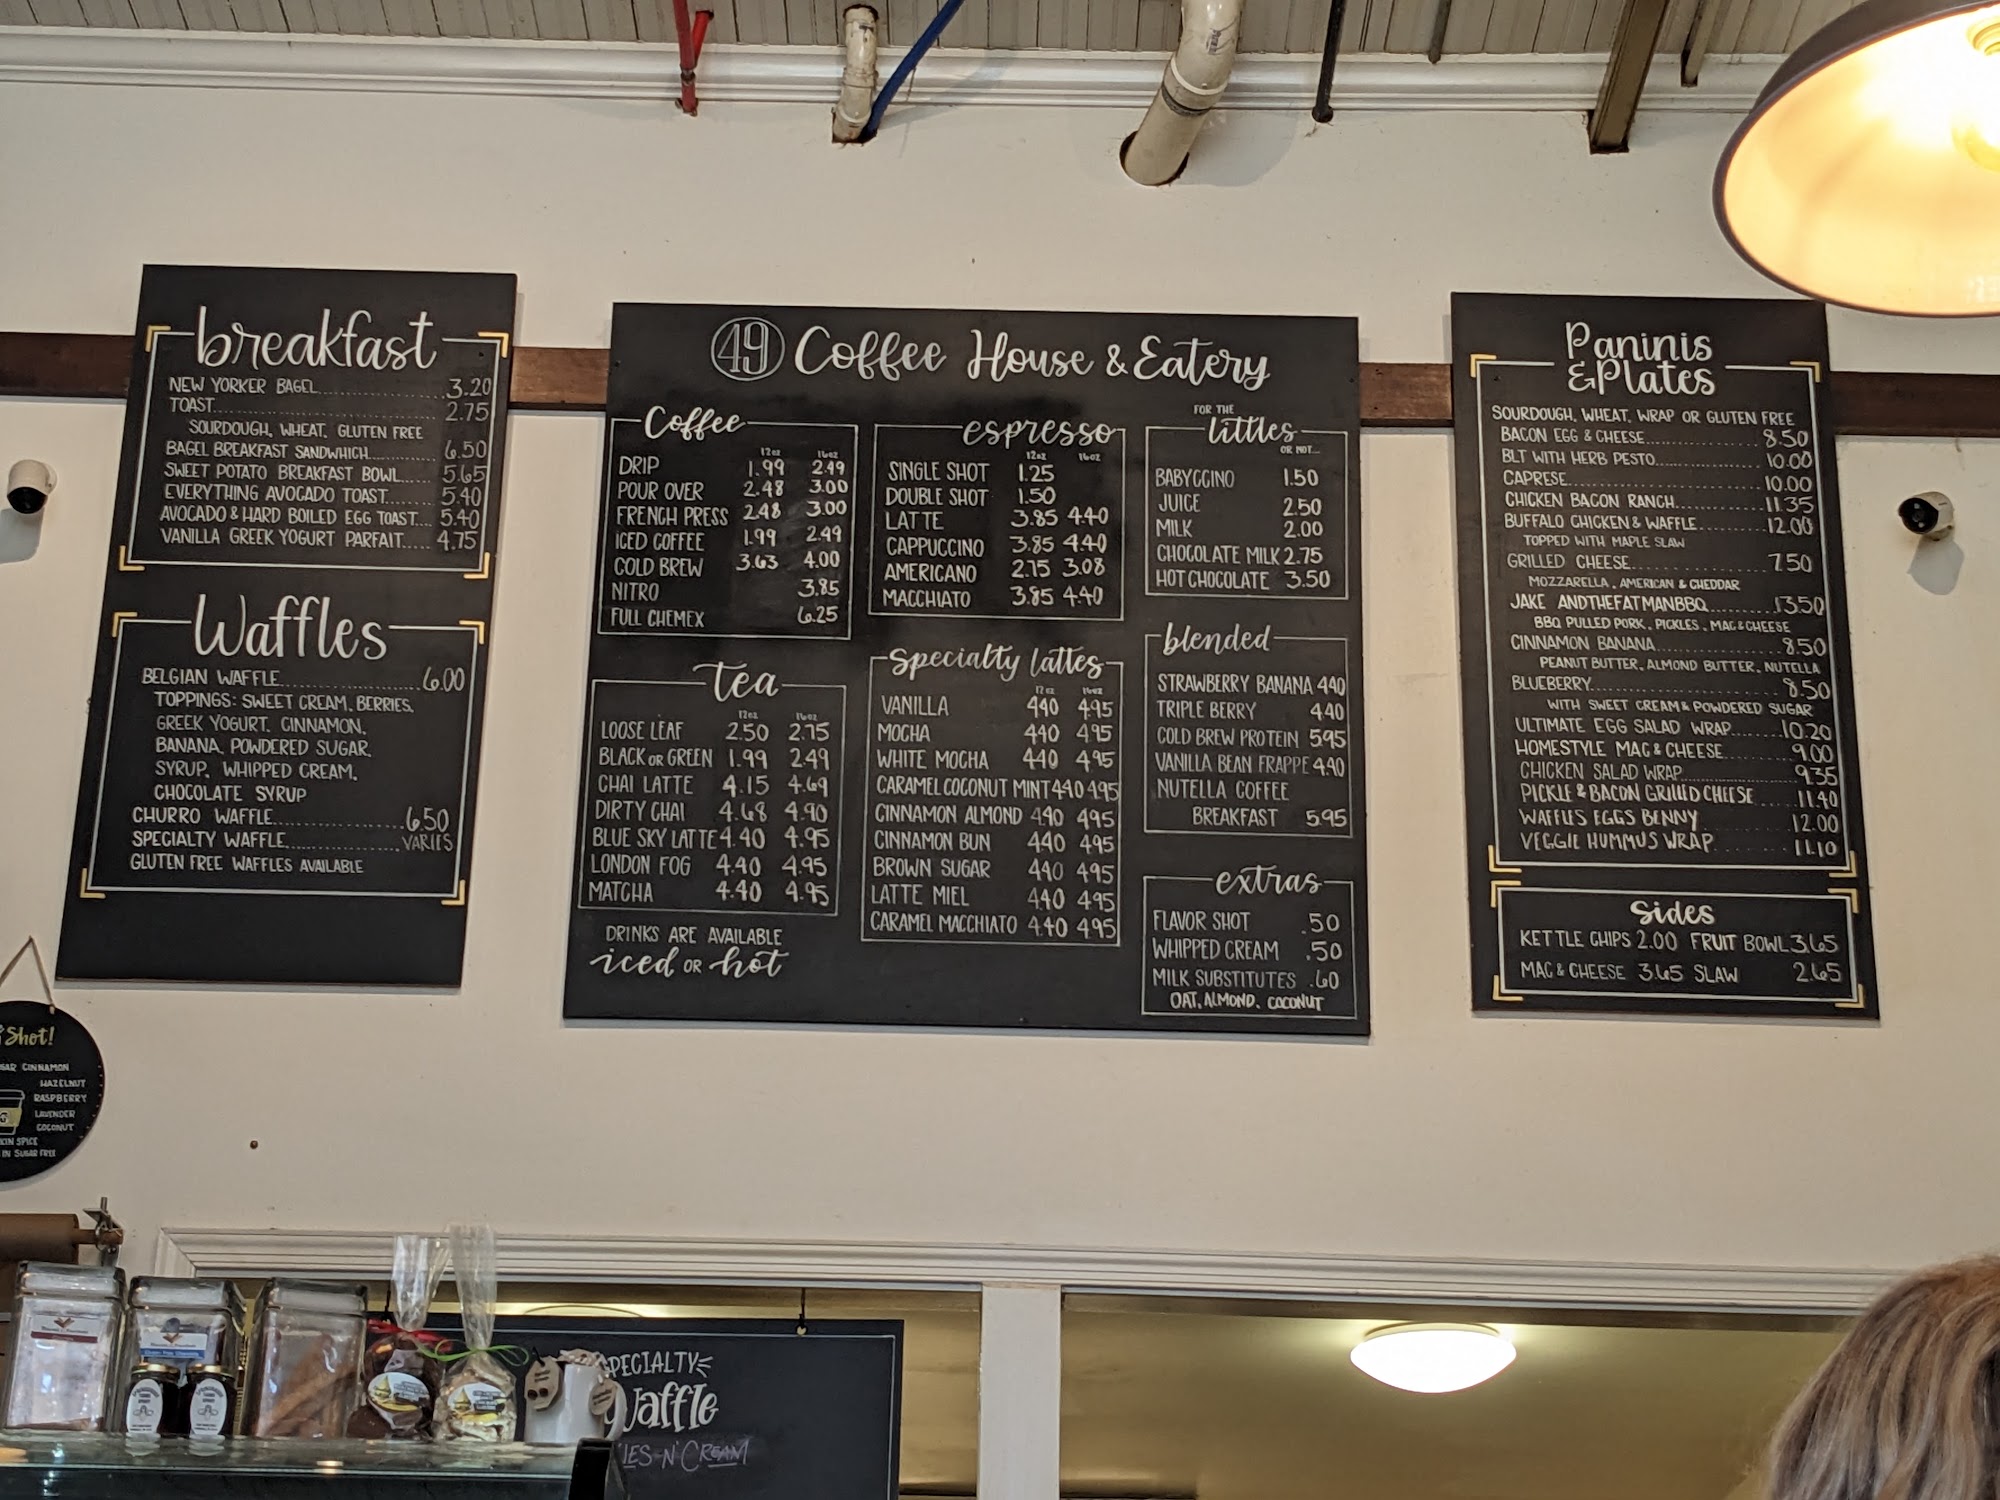 breakfast
NEW YORKER BAGEL 3.20
TOAST 2.75
SOURDOUGH, WHEAT, GLUTEN FREE
BAGEL BREAKFAST SANDWHICH 6.50
SWEET POTATO BREAKFAST BOWL 5.65
EVERYTHING AVOCADO TOAST 5.40
AVOCADO & HARD BOILED EGG TOAST 5.40
VANILLA GREEK YOGURT PARFAIT 4.75
Waffles
BELGIAN WAFFLE 6.00
TOPPINGS: SWEET CREAM, BERRIES,
GREEK YOGURT, CINNAMON,
BANANA, POWDERED SUGAR,
SYRUP, WHIPPED CREAM,
CHOCOLATE SYRUP
CHURRO WAFFLE 6.50
SPECIALTY WAFFLE VARIES
GLUTEN FREE WAFFLES AVAILABLE
49 Coffee House & Eatery
Coffee
12oz 16oz
DRIP 1.99 2.49
POUR OVER 2.48 3.00
FRENCH PRESS 2.48 3.00
ICED COFFEE 1.99 2.49
COLD BREW 3.63 4.00
NITRO 3.85
FULL CHEMEX 6.25
Tea
12oz 16oz
LOOSE LEAF 2.50 2.75
BLACK OR GREEN 1.99 2.49
CHAI LATTE 4.15 4.69
DIRTY CHAI 4.68 4.90
BLUE SKY LATTE 4.40 4.95
LONDON FOG 4.40 4.95
MATCHA 4.40 4.95
DRINKS ARE AVAILABLE
iced OR hot
espresso
12oz 16oz
SINGLE SHOT 1.25
DOUBLE SHOT 1.50
LATTE 3.85 4.40
CAPPUCCINO 3.85 4.40
AMERICANO 2.75 3.08
MACCHIATO 3.85 4.40
Specialty lattes
12oz 16oz
VANILLA 4.40 4.95
MOCHA 4.40 4.95
WHITE MOCHA 4.40 4.95
CARAMEL COCONUT MINT 4.40 4.95
CINNAMON ALMOND 4.90 4.95
CINNAMON BUN 4.40 4.95
BROWN SUGAR 4.40 4.95
LATTE MIEL 4.40 4.95
CARAMEL MACCHIATO 4.40 4.95
FOR THE
littles
OR NOT...
BABYCCINO 1.50
JUICE 2.50
MILK 2.00
CHOCOLATE MILK 2.75
HOT CHOCOLATE 3.50
blended
STRAWBERRY BANANA 4.40
TRIPLE BERRY 4.40
COLD BREW PROTEIN 5.95
VANILLA BEAN FRAPPE 4.90
NUTELLA COFFEE
BREAKFAST 5.95
extras
FLAVOR SHOT .50
WHIPPED CREAM .50
MILK SUBSTITUTES .60
OAT, ALMOND, COCONUT
Paninis
& Plates
SOURDOUGH, WHEAT, WRAP OR GLUTEN FREE
BACON EGG & CHEESE 8.50
BLT WITH HERB PESTO 10.00
CAPRESE 10.00
CHICKEN BACON RANCH 11.35
BUFFALO CHICKEN & WAFFLE 12.00
TOPPED WITH MAPLE SLAW
GRILLED CHEESE 7.50
MOZZARELLA, AMERICAN & CHEDDAR
JAKE ANDTHEFATMANBBQ 13.50
BBQ PULLED PORK, PICKLES, MAC & CHEESE
CINNAMON BANANA 8.50
PEANUT BUTTER, ALMOND BUTTER, NUTELLA
BLUEBERRY 8.50
WITH SWEET CREAM & POWDERED SUGAR
ULTIMATE EGG SALAD WRAP 10.20
HOMESTYLE MAC & CHEESE 9.00
CHICKEN SALAD WRAP 9.35
PICKLE & BACON GRILLED CHEESE 11.40
WAFFLES EGGS BENNY 12.00
VEGGIE HUMMUS WRAP 11.10
Sides
KETTLE CHIPS 2.00 FRUIT BOWL 3.65
MAC & CHEESE 3.65 SLAW 2.65
Shot!
CINNAMON
HAZELNUT
RASPBERRY
LAVENDER
COCONUT
SPICE
IN SUGAR FREE
SPECIALTY
Waffle
N' CREAM